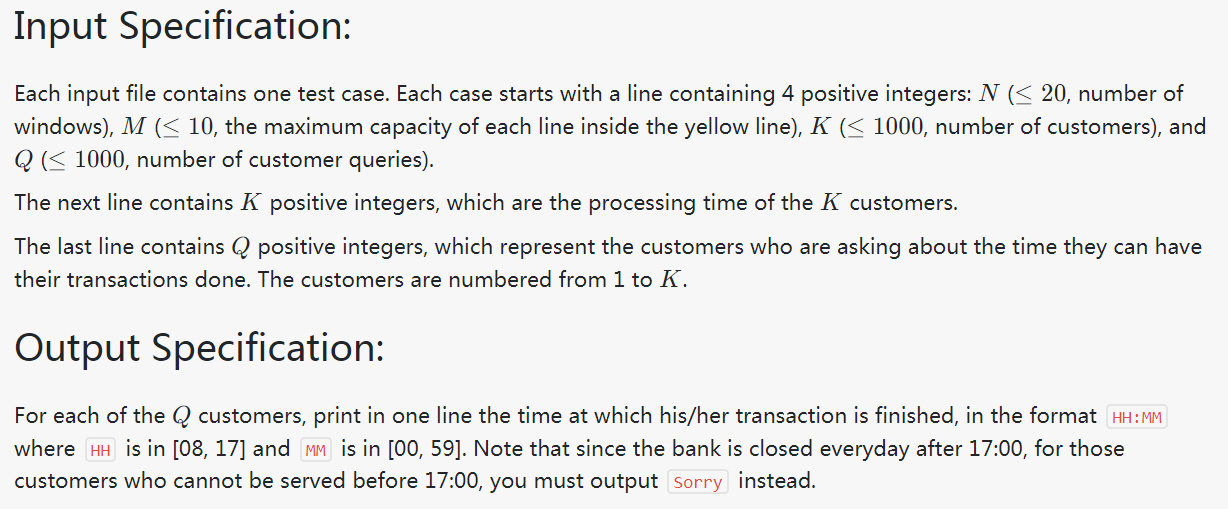 Input Specification:
Each input file contains one test case. Each case starts with a line containing 4 positive integers: N (≤ 20, number of
windows), M (≤ 10, the maximum capacity of each line inside the yellow line), K (≤ 1000, number of customers), and
Q (≤ 1000, number of customer queries).
The next line contains K positive integers, which are the processing time of the K customers.
The last line contains Q positive integers, which represent the customers who are asking about the time they can have
their transactions done. The customers are numbered from 1 to K.
Output Specification:
For each of the Q customers, print in one line the time at which his/her transaction is finished, in the format HH:MM
where HH is in [08, 17] and MM is in [00, 59]. Note that since the bank is closed everyday after 17:00, for those
customers who cannot be served before 17:00, you must output Sorry instead.